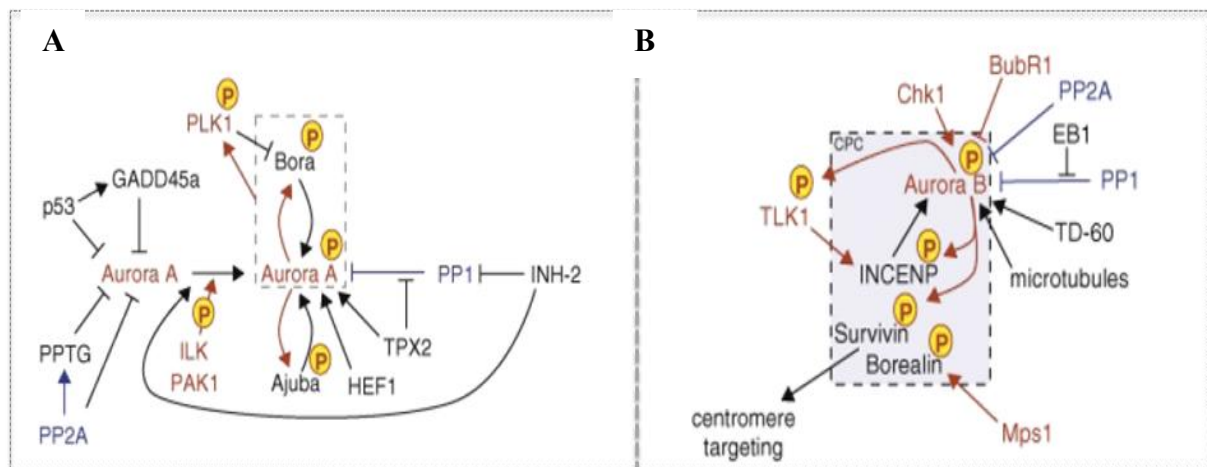 A
P
PLK1
P
Bora
GADD45a
p53
P
Aurora A
Aurora A
PP1
INH-2
P
PPTG
ILK
PAK1
P
Ajuba
HEF1
TPX2
PP2A
B
BubR1
Chk1
PP2A
EB1
CPC
P
P
Aurora B
PP1
TLK1
P
TD-60
INCENP
microtubules
P
Survivin
P
Borealin
centromere
targeting
Mps1